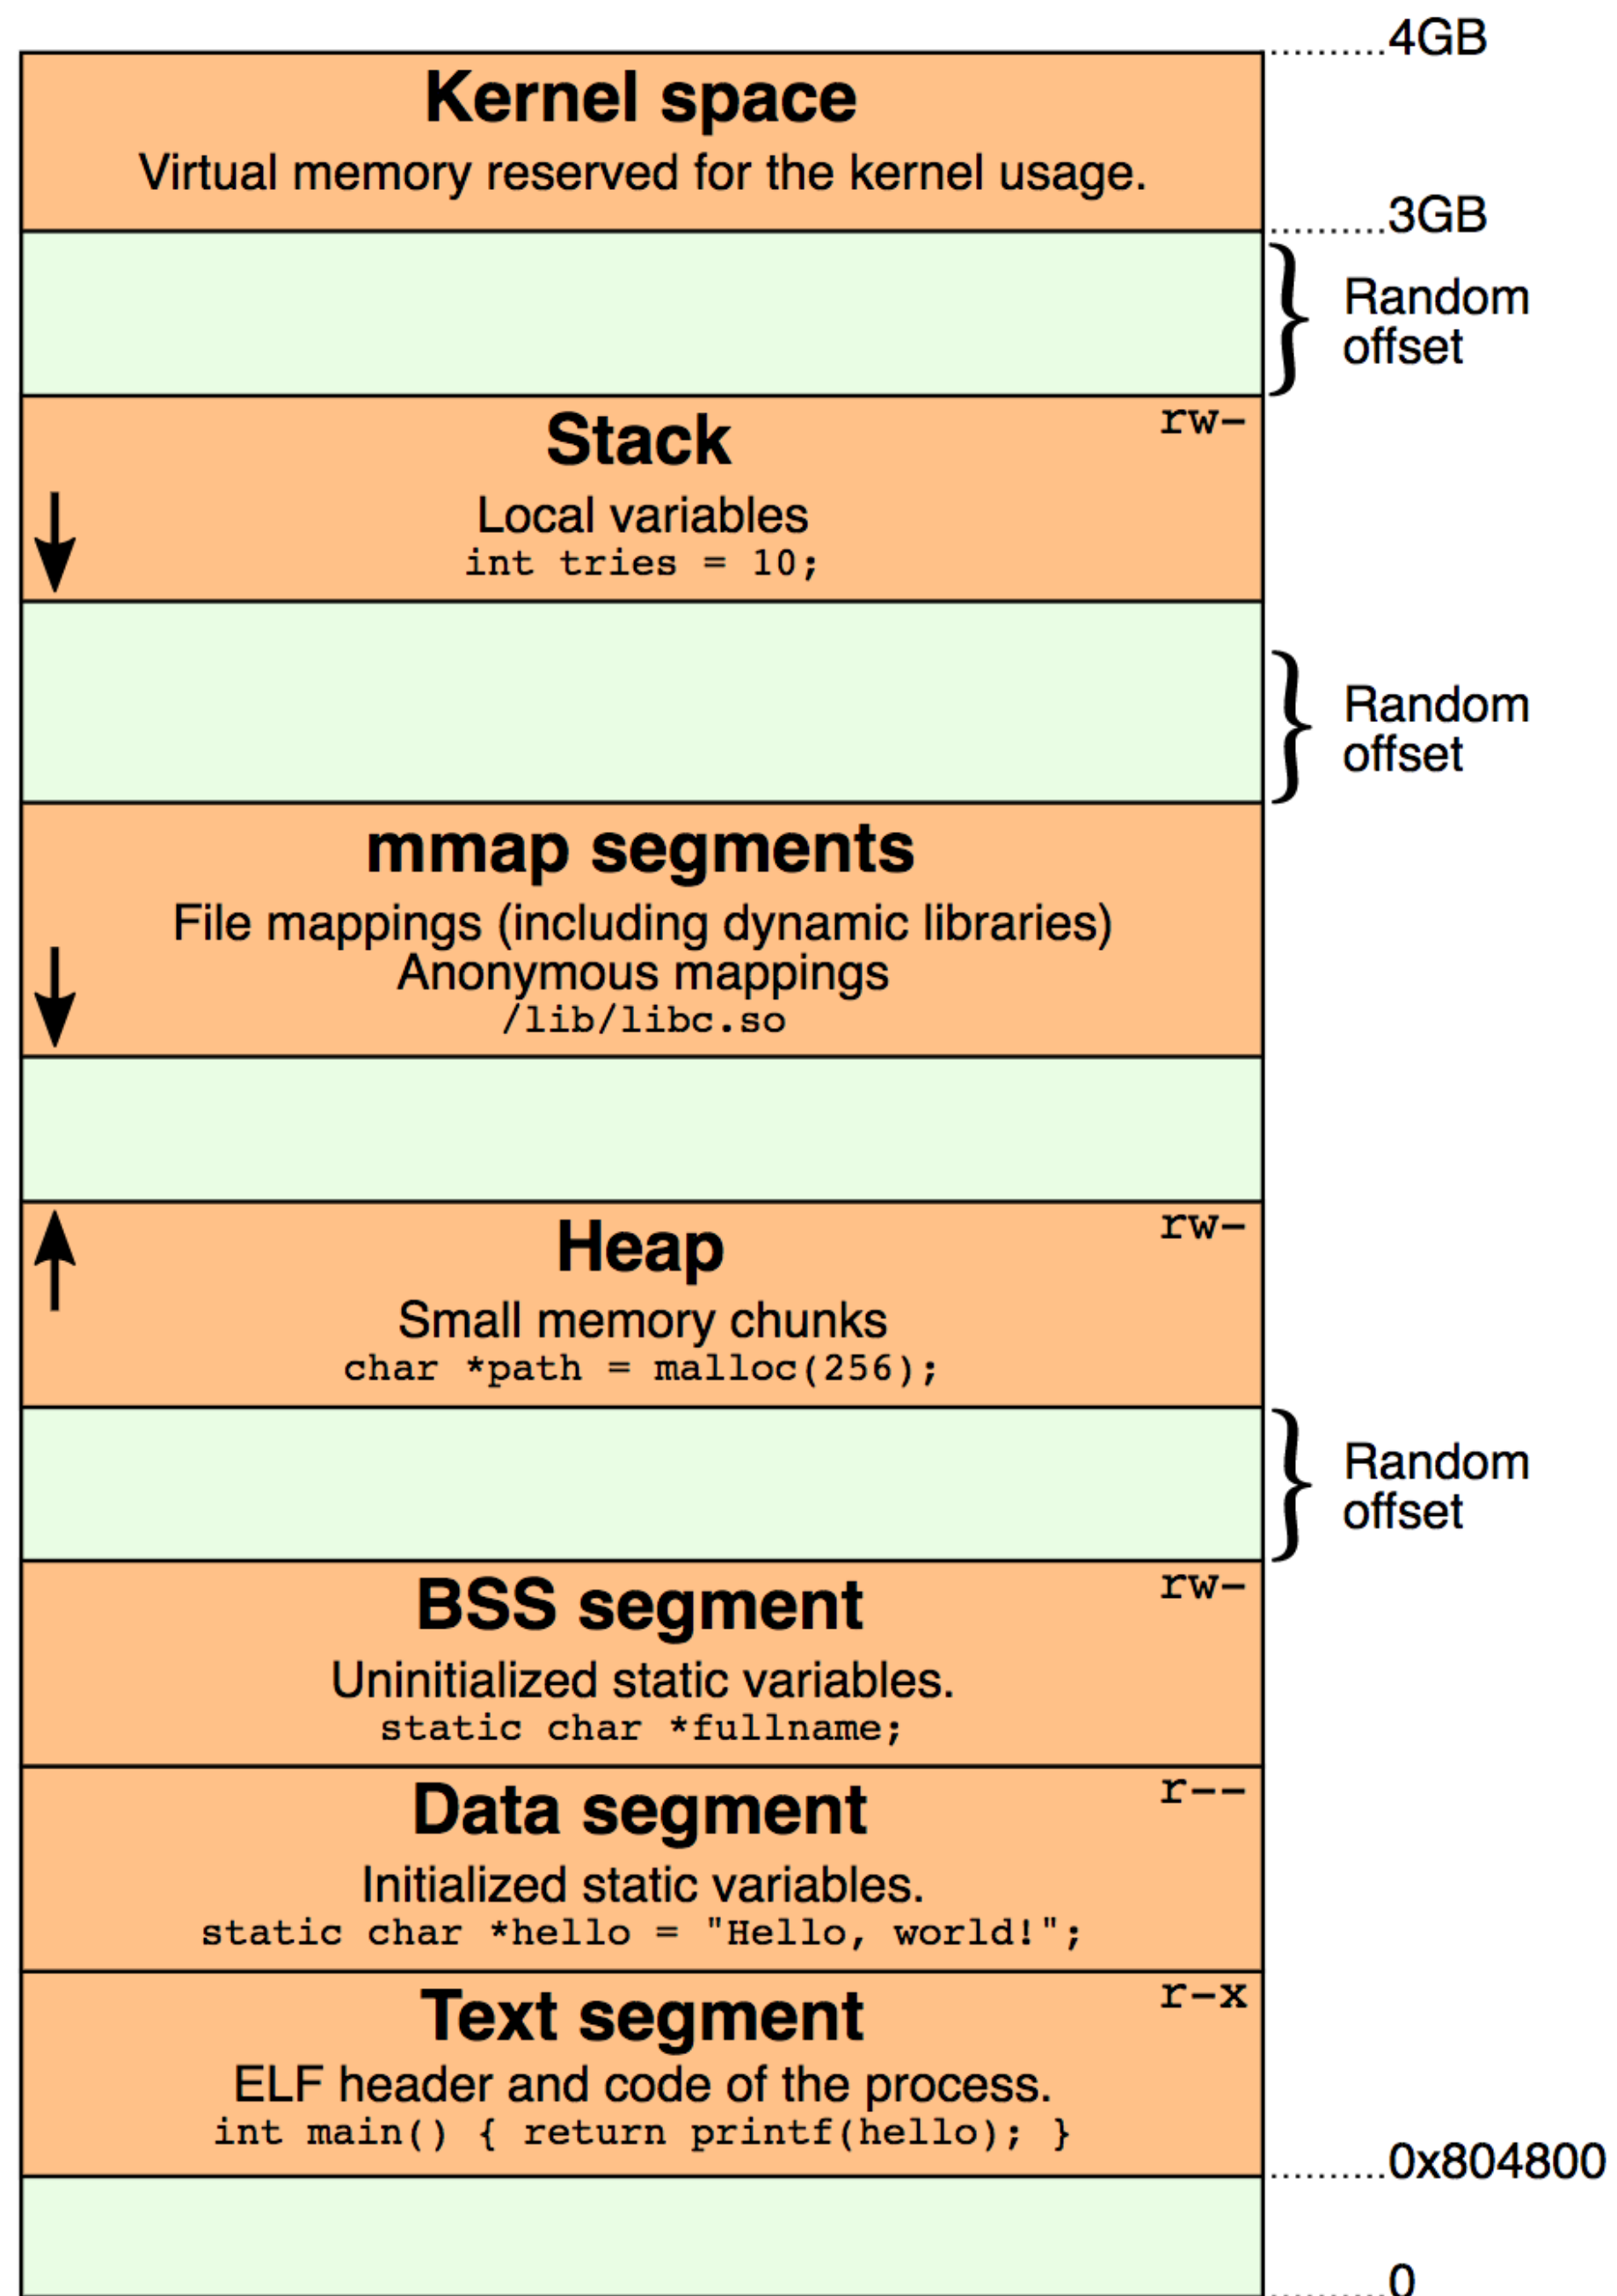 4GB
Kernel space
Virtual memory reserved for the kernel usage.
3GB
Random
offset
rw-
Stack
Local variables
int tries = 10;
Random
offset
mmap segments
File mappings (including dynamic libraries)
Anonymous mappings
/lib/libc.so
rw-
Heap
Small memory chunks
char *path = malloc(256);
Random
offset
rw-
BSS segment
Uninitialized static variables.
static char *fullname;
r--
Data segment
Initialized static variables.
static char *hello = "Hello, world!";
r-x
Text segment
ELF header and code of the process.
int main() { return printf(hello); }
0x804800
0